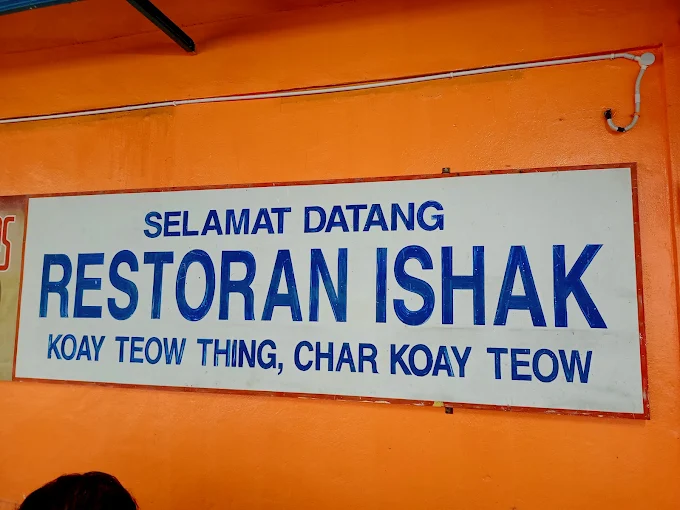 SELAMAT DATANG
RESTORAN ISHAK
KOAY TEOW THING, CHAR KOAY TEOW